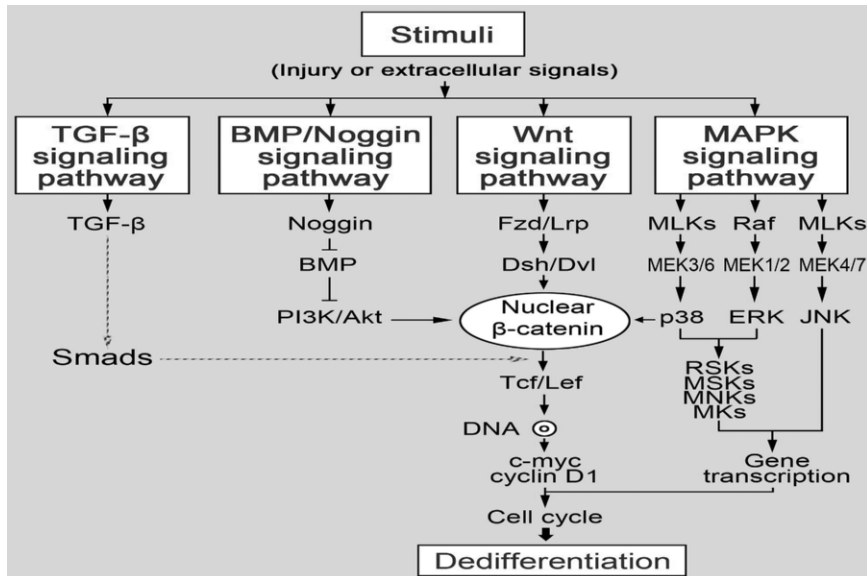 Stimuli
(Injury or extracellular signals)
TGF-β
signaling
pathway
BMP/Noggin
signaling
pathway
Wnt
signaling
pathway
MAPK
signaling
pathway
TGF-β
Noggin
Fzd/Lrp
MLKs
Raf
MLKs
BMP
Dsh/Dvl
MEK3/6
MEK1/2
MEK4/7
PI3K/Akt
Nuclear
β-catenin
p38
ERK
JNK
Smads
Tcf/Lef
RSKs
MSKs
MNKs
MKs
DNA
c-myc
cyclin D1
Gene
transcription
Cell cycle
Dedifferentiation